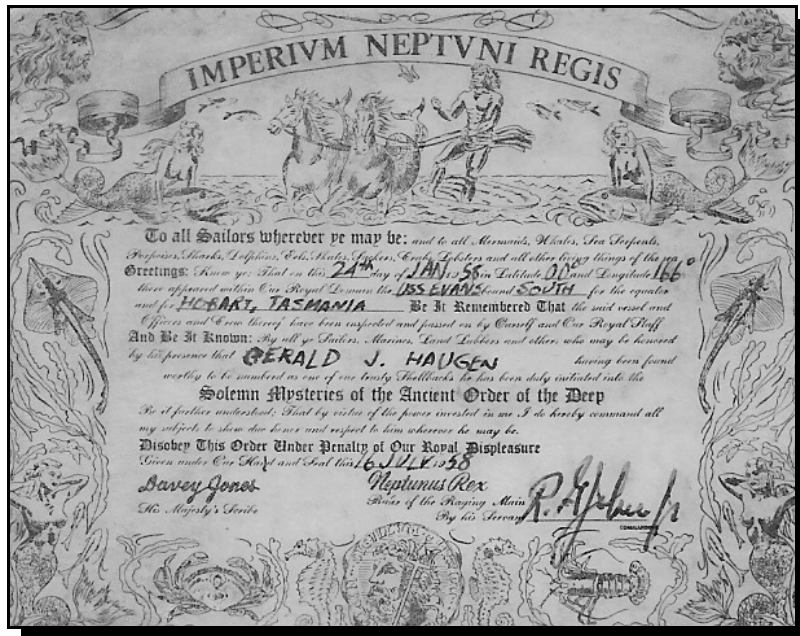 IMPERIVM NEPTVNI REGIS
To all Sailors wherever ye may be: and to all Mermaids, Whales, Sea Serpents,
Porpoises, Sharks, Dolphins, Eels, Skates, Suckers, Crabs, Lobsters and all other living things of the sea
Greetings: Know ye: That on this 24th day of JAN 1958 in Latitude 00° and Longitude 166°
there appeared within Our Royal Domain the USS EVANS bound SOUTH for the equator
and for HOBART, TASMANIA Be It Remembered That the said vessel and
Officers and Crew thereof have been inspected and passed on by Ourself and Our Royal Staff
And Be It Known: By all ye Sailors, Marines, Land Lubbers and others who may be honored
by his presence that GERALD J. HAUGEN having been found
worthy to be numbered as one of our trusty Shellbacks he has been duly initiated into the
Solemn Mysteries of the Ancient Order of the Deep
Be it further understood: That by virtue of the power invested in me I do hereby command all
my subjects to show due honor and respect to him wherever he may be.
Disobey This Order Under Penalty of Our Royal Displeasure
Given under Our Hand and Seal this 16 JULY 1958
Davey Jones
His Majesty's Scribe
Neptunus Rex
Ruler of the Raging Main
By his Servant